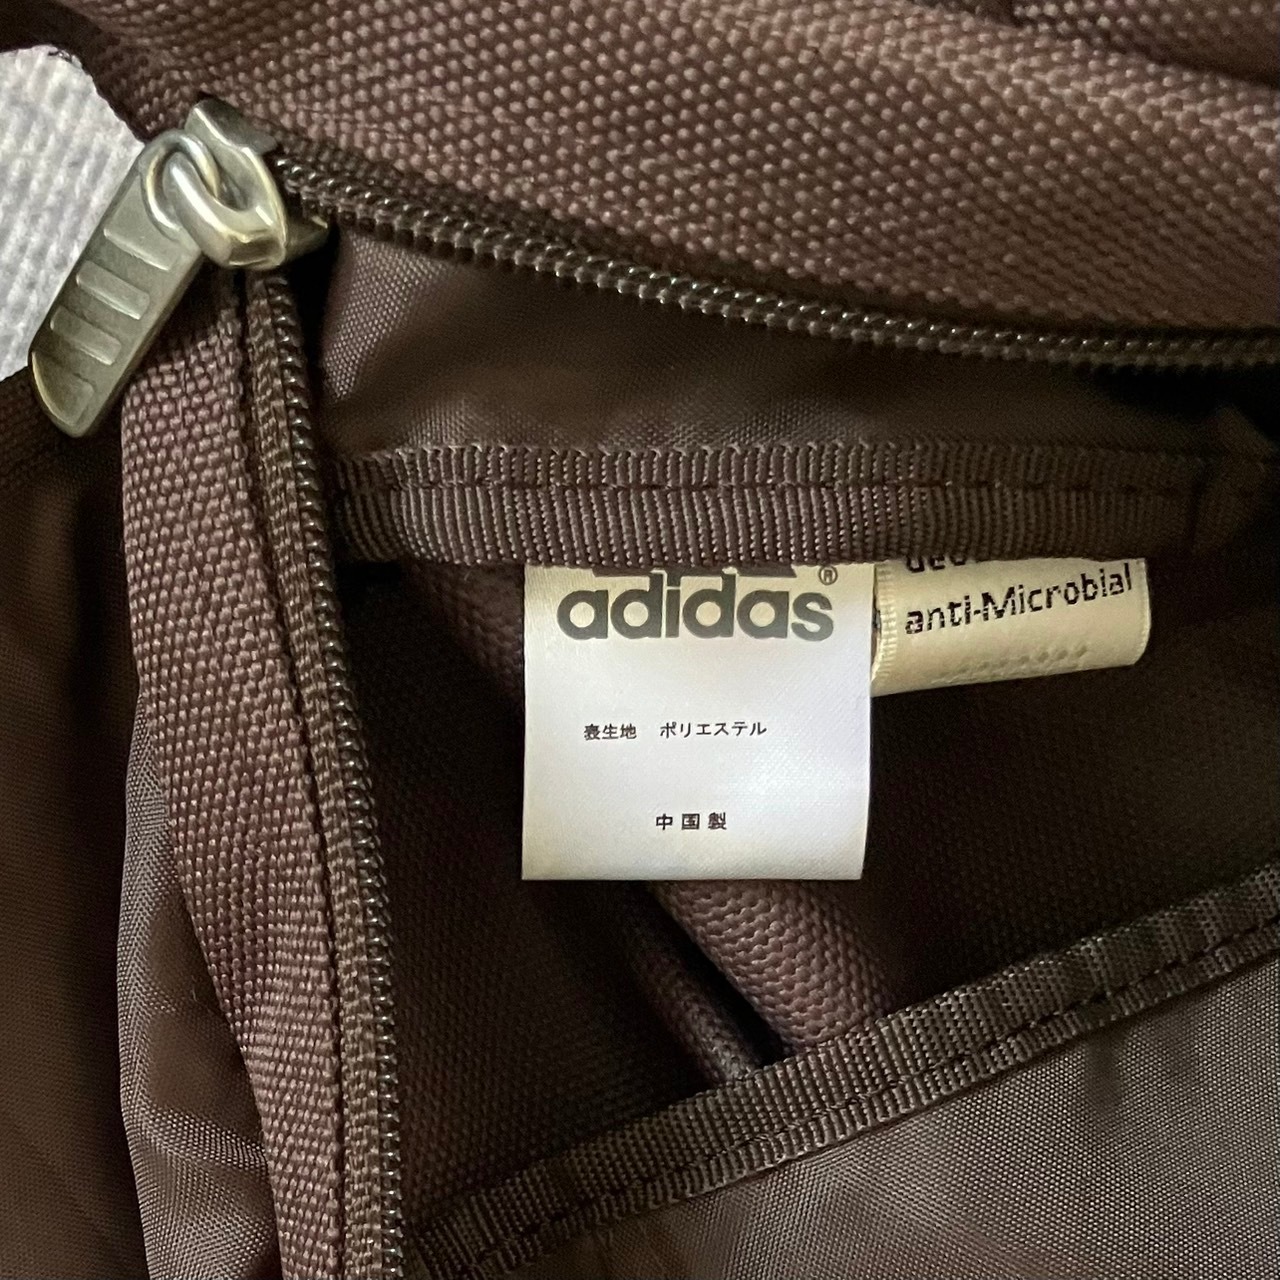 adidas®
表生地 ポリエステル
中国製
anti-Microbial